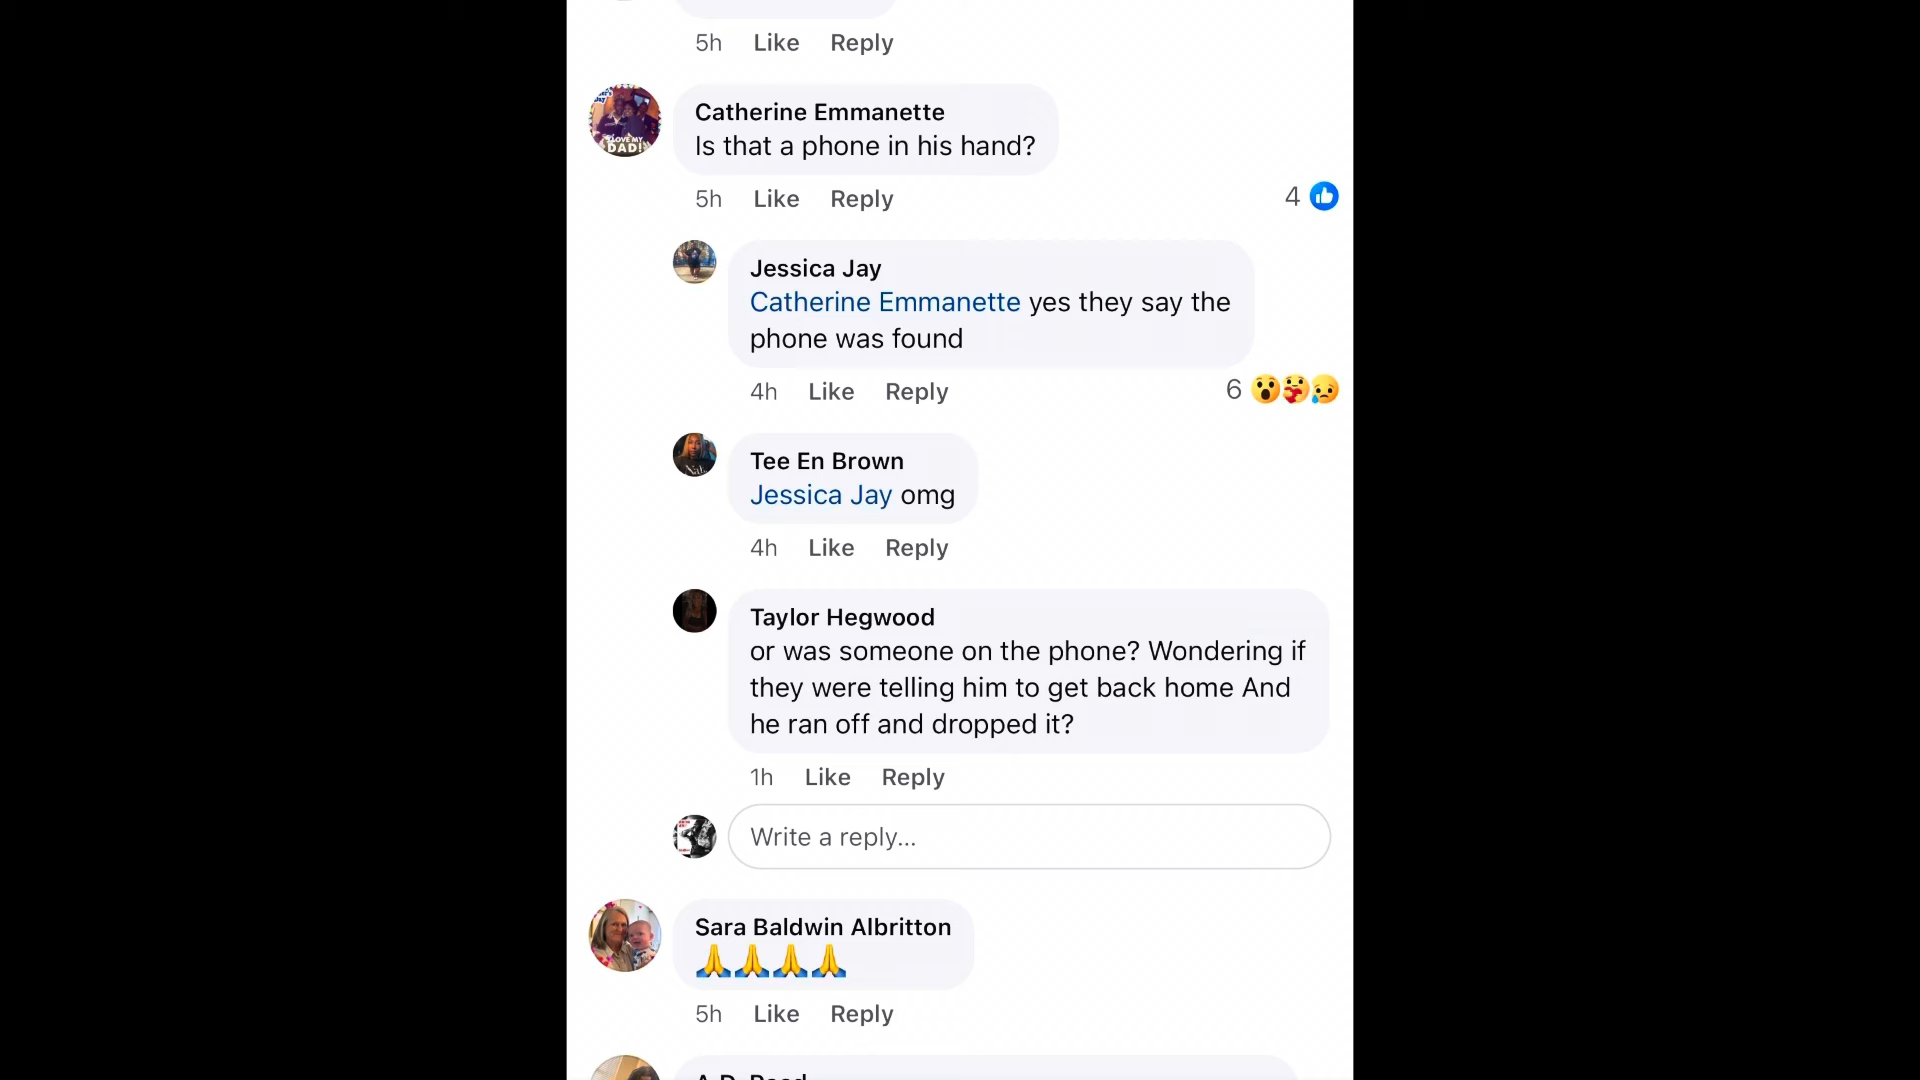 5h Like Reply
Catherine Emmanette
Is that a phone in his hand?
5h Like Reply 4
Jessica Jay
Catherine Emmanette yes they say the
phone was found
4h Like Reply 6
Tee En Brown
Jessica Jay omg
4h Like Reply
Taylor Hegwood
or was someone on the phone? Wondering if
they were telling him to get back home And
he ran off and dropped it?
1h Like Reply
Write a reply...
Sara Baldwin Albritton
🙏🙏🙏🙏
5h Like Reply